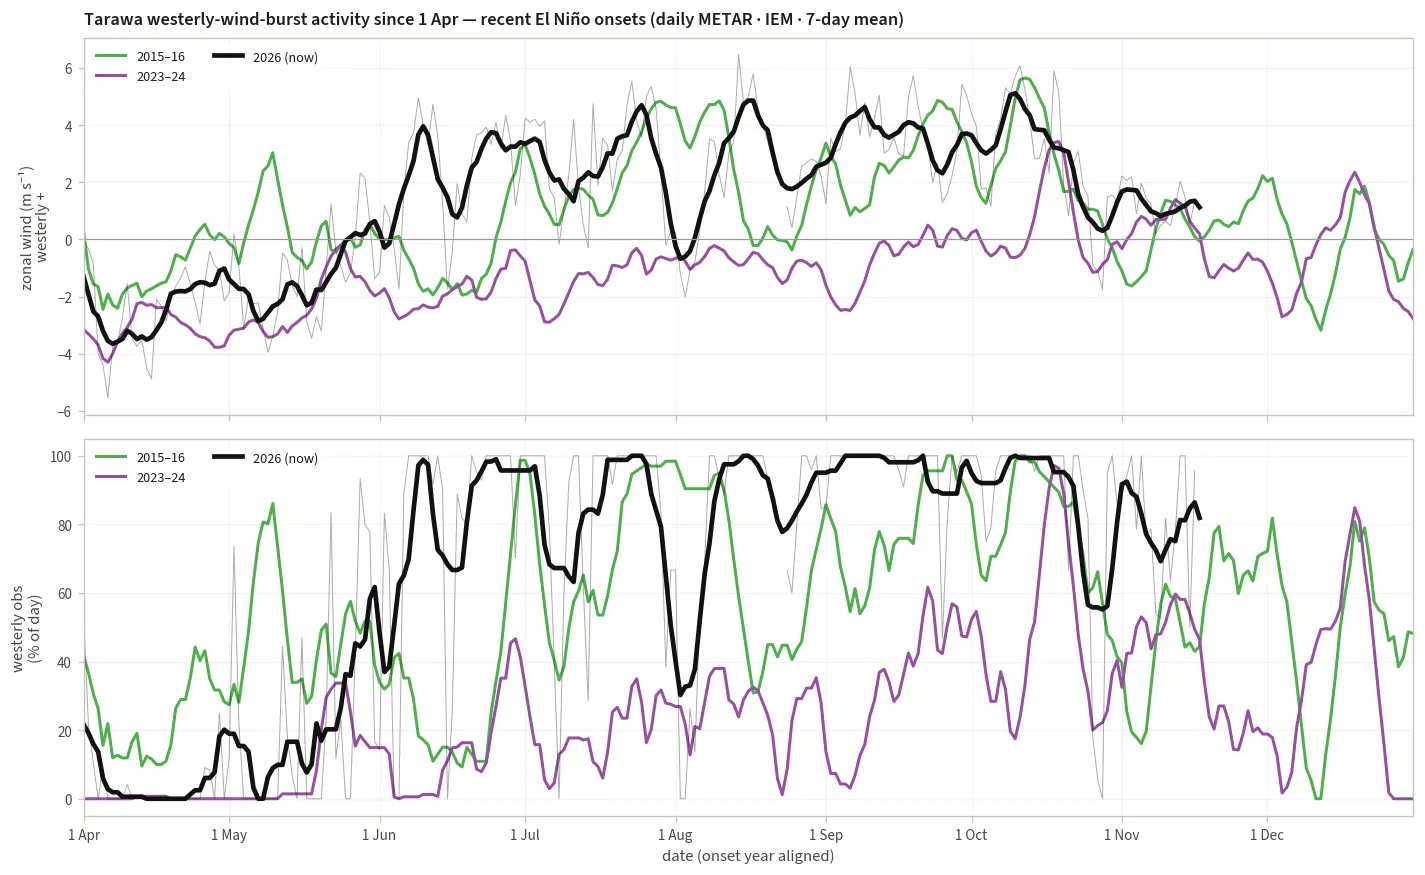 Tarawa westerly-wind-burst activity since 1 Apr — recent El Niño onsets (daily METAR · IEM · 7-day mean)
2015–16
2023–24
2026 (now)
zonal wind (m s⁻¹)
westerly +
6
4
2
0
−2
−4
−6
2015–16
2023–24
2026 (now)
westerly obs
(% of day)
100
80
60
40
20
0
1 Apr
1 May
1 Jun
1 Jul
1 Aug
1 Sep
1 Oct
1 Nov
1 Dec
date (onset year aligned)